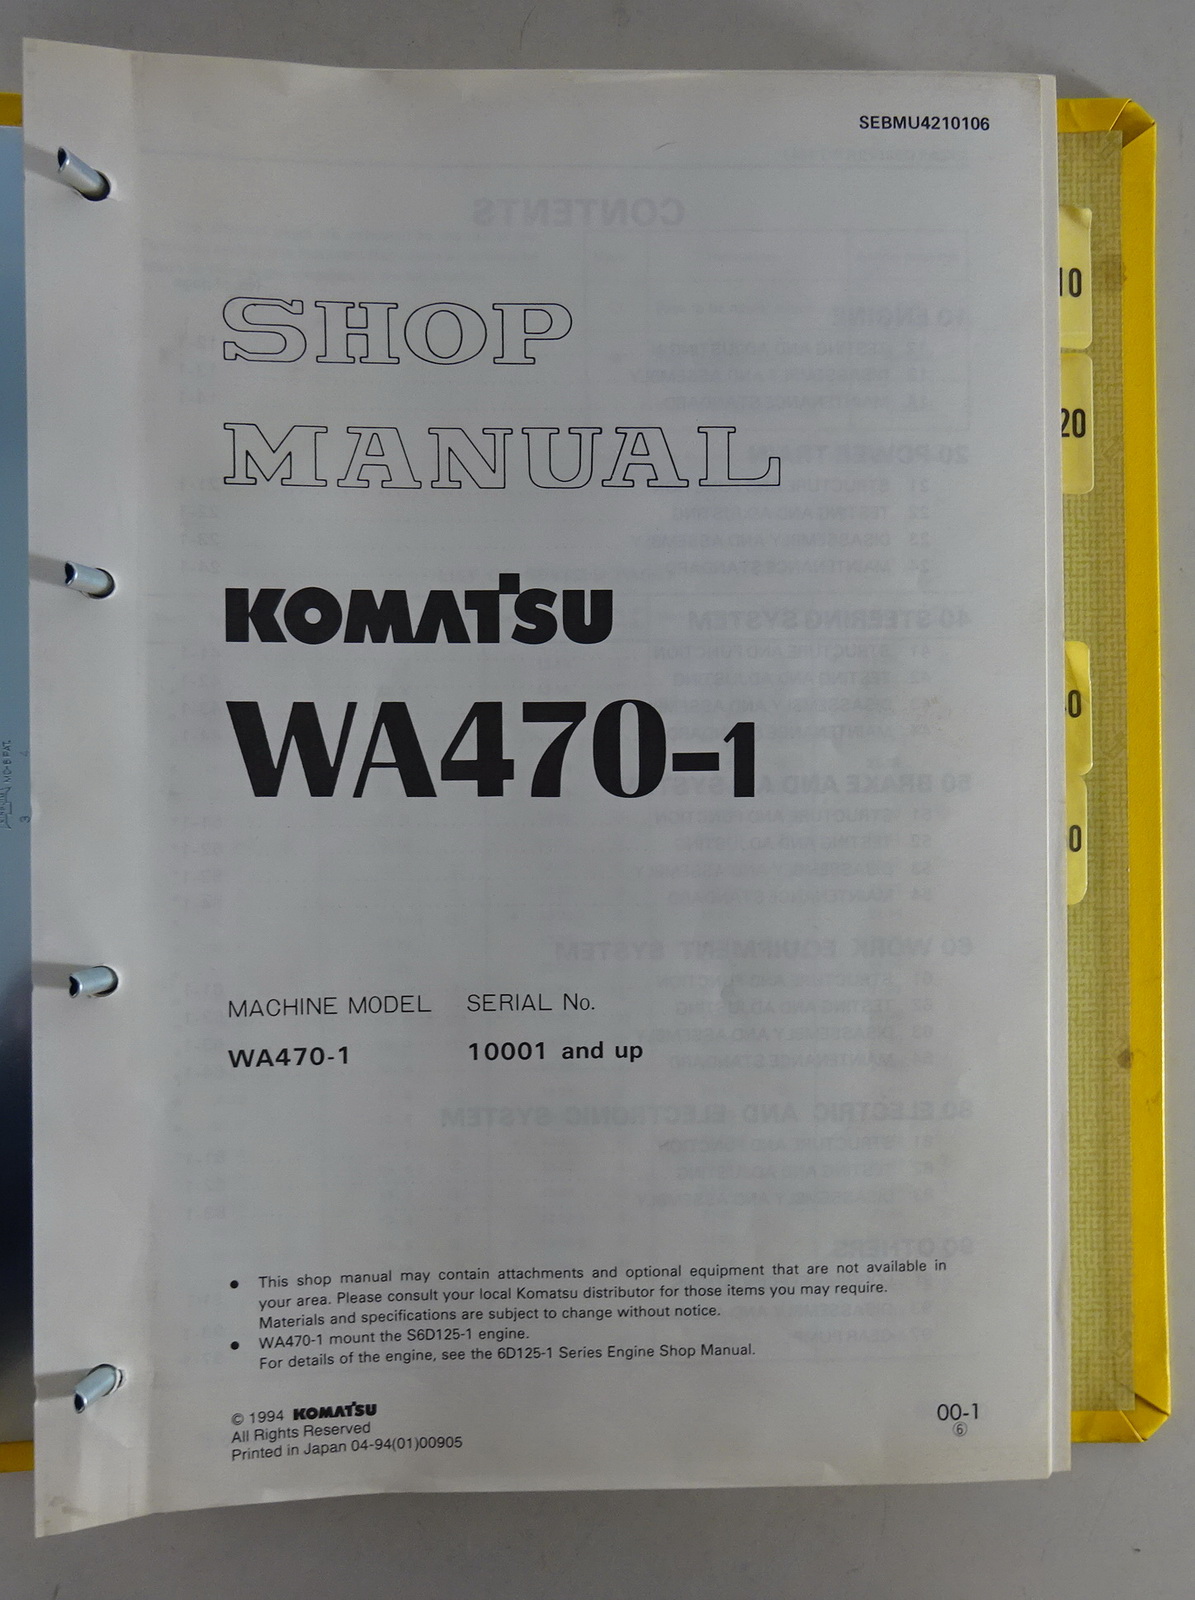 SEBMU4210106
SHOP
MANUAL
KOMATSU
WA470-1
MACHINE MODEL SERIAL No.
WA470-1 10001 and up
● This shop manual may contain attachments and optional equipment that are not available in
your area. Please consult your local Komatsu distributor for those items you may require.
Materials and specifications are subject to change without notice.
● WA470-1 mount the S6D125-1 engine.
For details of the engine, see the 6D125-1 Series Engine Shop Manual.
© 1994 KOMATSU
All Rights Reserved
Printed in Japan 04-94(01)00905
00-1
⑥
10
20
0
0